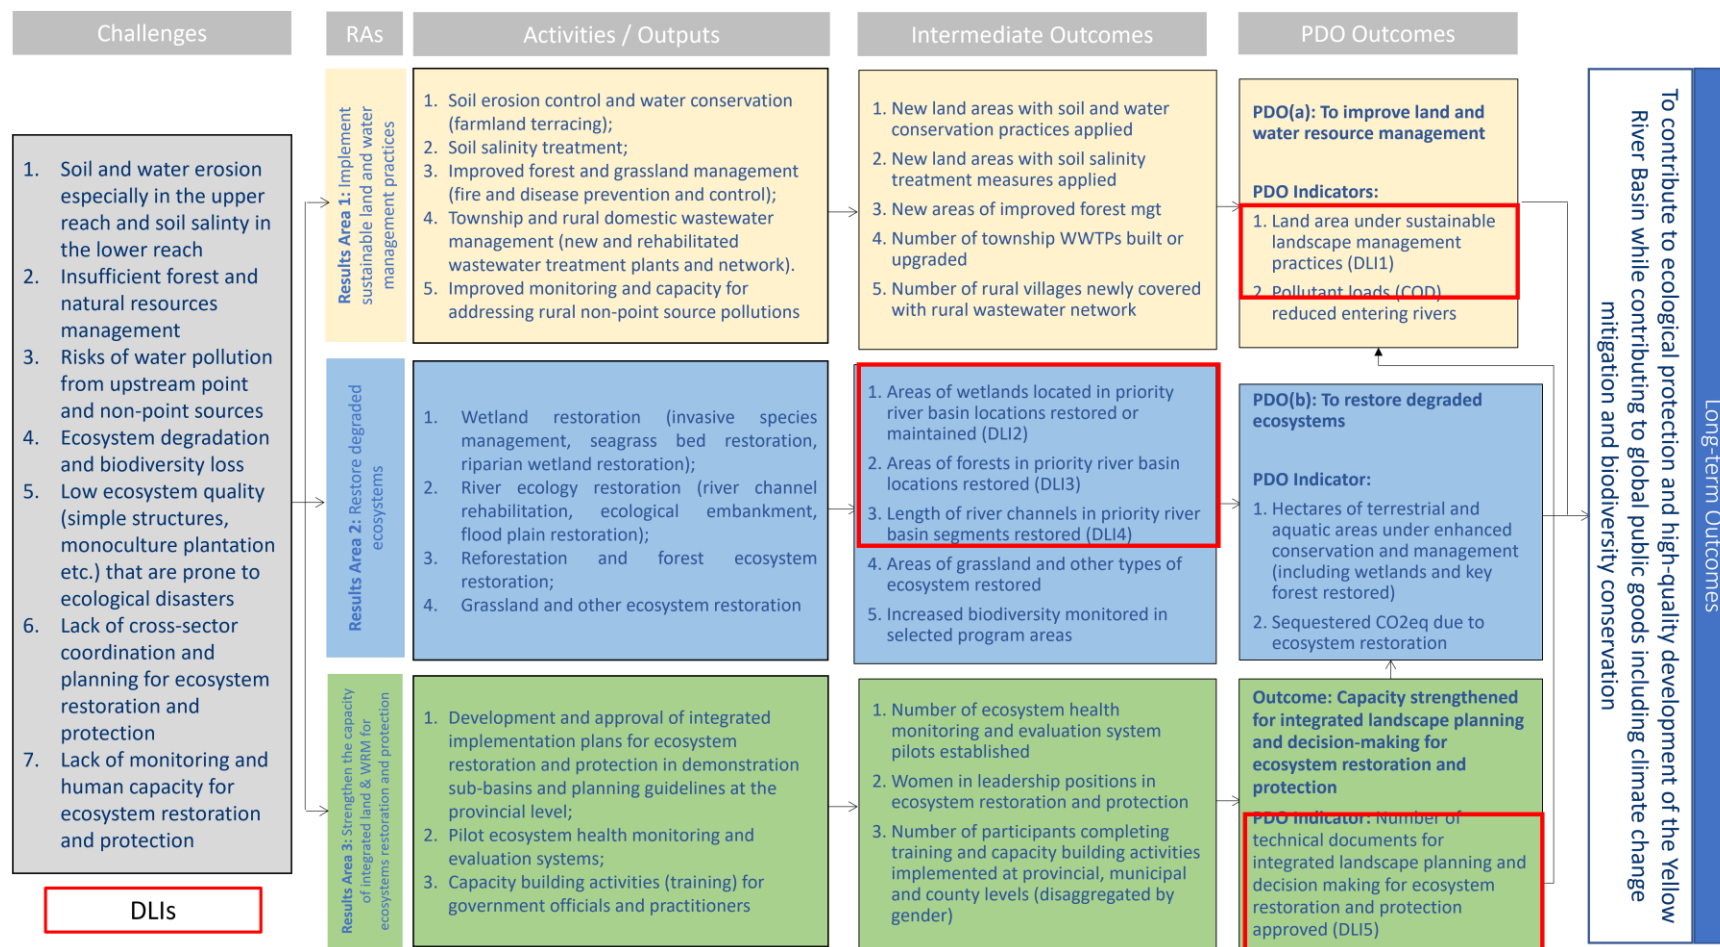 Challenges
RAs
Activities / Outputs
Intermediate Outcomes
PDO Outcomes
1. Soil and water erosion
especially in the upper
reach and soil salinty in
the lower reach
2. Insufficient forest and
natural resources
management
3. Risks of water pollution
from upstream point
and non-point sources
4. Ecosystem degradation
and biodiversity loss
5. Low ecosystem quality
(simple structures,
monoculture plantation
etc.) that are prone to
ecological disasters
6. Lack of cross-sector
coordination and
planning for ecosystem
restoration and
protection
7. Lack of monitoring and
human capacity for
ecosystem restoration
and protection
DLIs
Results Area 1: Implement
sustainable land and water
management practices
1. Soil erosion control and water conservation
(farmland terracing);
2. Soil salinity treatment;
3. Improved forest and grassland management
(fire and disease prevention and control);
4. Township and rural domestic wastewater
management (new and rehabilitated
wastewater treatment plants and network).
5. Improved monitoring and capacity for
addressing rural non-point source pollutions
1. New land areas with soil and water
conservation practices applied
2. New land areas with soil salinity
treatment measures applied
3. New areas of improved forest mgt
4. Number of township WWTPs built or
upgraded
5. Number of rural villages newly covered
with rural wastewater network
PDO(a): To improve land and
water resource management
PDO Indicators:
1. Land area under sustainable
landscape management
practices (DLI1)
2. Pollutant loads (COD)
reduced entering rivers
Results Area 2: Restore degraded
ecosystems
1. Wetland restoration (invasive species
management, seagrass bed restoration,
riparian wetland restoration);
2. River ecology restoration (river channel
rehabilitation, ecological embankment,
flood plain restoration);
3. Reforestation and forest ecosystem
restoration;
4. Grassland and other ecosystem restoration
1. Areas of wetlands located in priority
river basin locations restored or
maintained (DLI2)
2. Areas of forests in priority river basin
locations restored (DLI3)
3. Length of river channels in priority river
basin segments restored (DLI4)
4. Areas of grassland and other types of
ecosystem restored
5. Increased biodiversity monitored in
selected program areas
PDO(b): To restore degraded
ecosystems
PDO Indicator:
1. Hectares of terrestrial and
aquatic areas under enhanced
conservation and management
(including wetlands and key
forest restored)
2. Sequestered CO2eq due to
ecosystem restoration
Results Area 3: Strengthen the capacity
of integrated land & WRM for
ecosystems restoration and protection
1. Development and approval of integrated
implementation plans for ecosystem
restoration and protection in demonstration
sub-basins and planning guidelines at the
provincial level;
2. Pilot ecosystem health monitoring and
evaluation systems;
3. Capacity building activities (training) for
government officials and practitioners
1. Number of ecosystem health
monitoring and evaluation system
pilots established
2. Women in leadership positions in
ecosystem restoration and protection
3. Number of participants completing
training and capacity building activities
implemented at provincial, municipal
and county levels (disaggregated by
gender)
Outcome: Capacity strengthened
for integrated landscape planning
and decision-making for
ecosystem restoration and
protection
PDO Indicator: Number of
technical documents for
integrated landscape planning and
decision making for ecosystem
restoration and protection
approved (DLI5)
To contribute to ecological protection and high-quality development of the Yellow
River Basin while contributing to global public goods including climate change
mitigation and biodiversity conservation
Long-term Outcomes